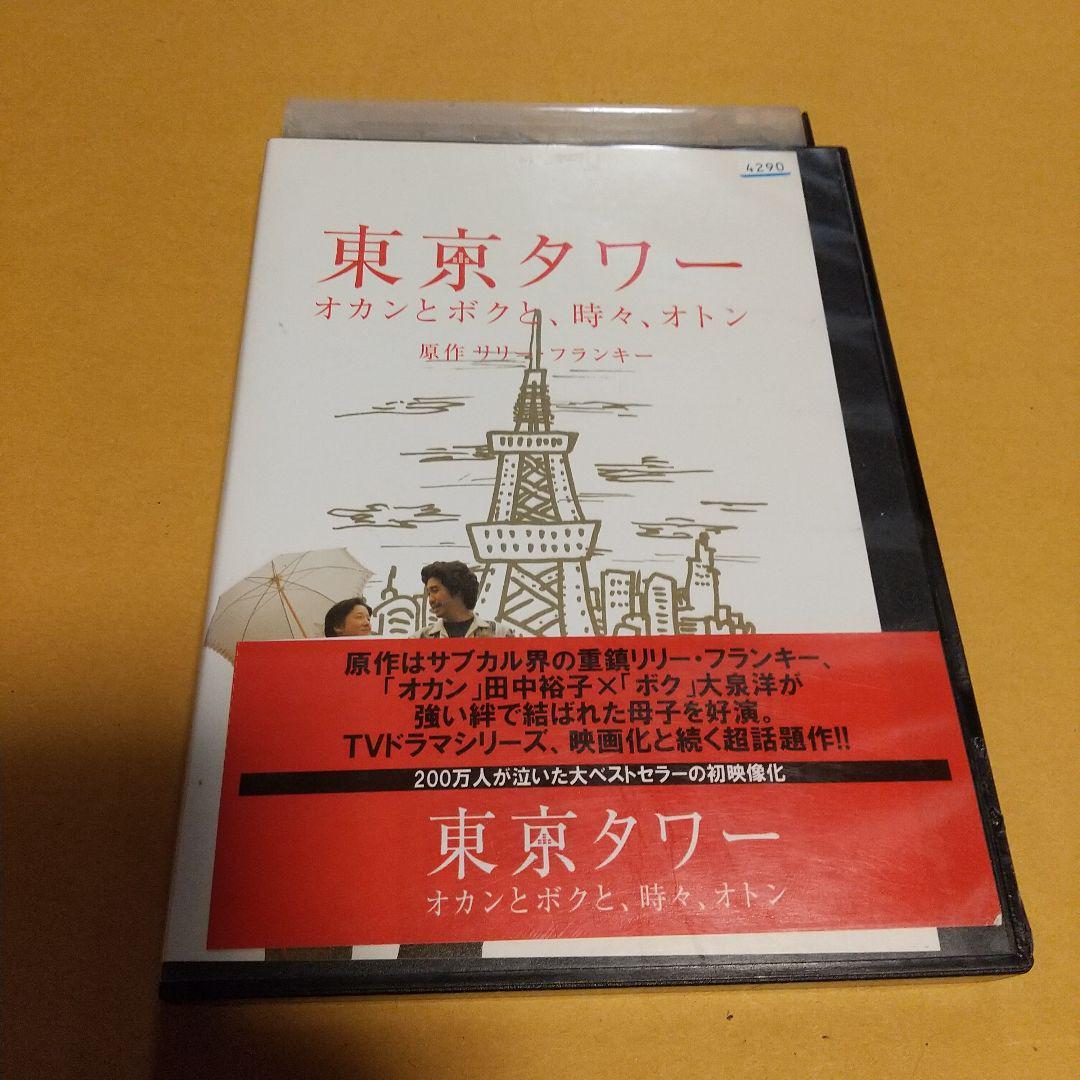 4290
東京タワー
オカンとボクと、時々、オトン
原作 リリー・フランキー
原作はサブカル界の重鎮リリー・フランキー、
「オカン」田中裕子×「ボク」大泉洋が
強い絆で結ばれた母子を好演。
TVドラマシリーズ、映画化と続く超話題作!!
200万人が泣いた大ベストセラーの初映像化
東京タワー
オカンとボクと、時々、オトン